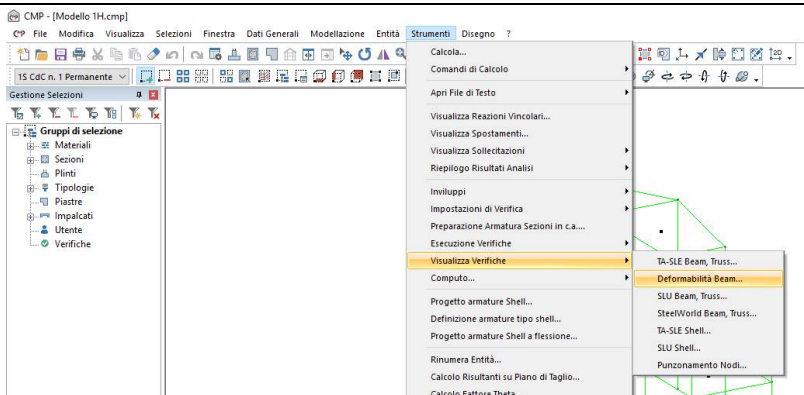 CMP - [Modello 1H.cmp]
File Modifica Visualizza Selezioni Finestra Dati Generali Modellazione Entità Strumenti Disegno ?
1S CdC n. 1 Permanente
Gestione Selezioni
Gruppi di selezione
Materiali
Sezioni
Plinti
Tipologie
Piastre
Impalcati
Utente
Verifiche
Calcola...
Comandi di Calcolo
Apri File di Testo
Visualizza Reazioni Vincolari...
Visualizza Spostamenti...
Visualizza Sollecitazioni
Riepilogo Risultati Analisi
Inviluppi
Impostazioni di Verifica
Preparazione Armatura Sezioni in c.a....
Esecuzione Verifiche
Visualizza Verifiche
Computo...
Progetto armature Shell...
Definizione armature tipo shell...
Progetto armature Shell a flessione...
Rinumera Entità...
Calcolo Risultanti su Piano di Taglio...
Calcolo Fattore Theta
TA-SLE Beam, Truss...
Deformabilità Beam...
SLU Beam, Truss...
SteelWorld Beam, Truss...
TA-SLE Shell...
SLU Shell...
Punzonamento Nodi...